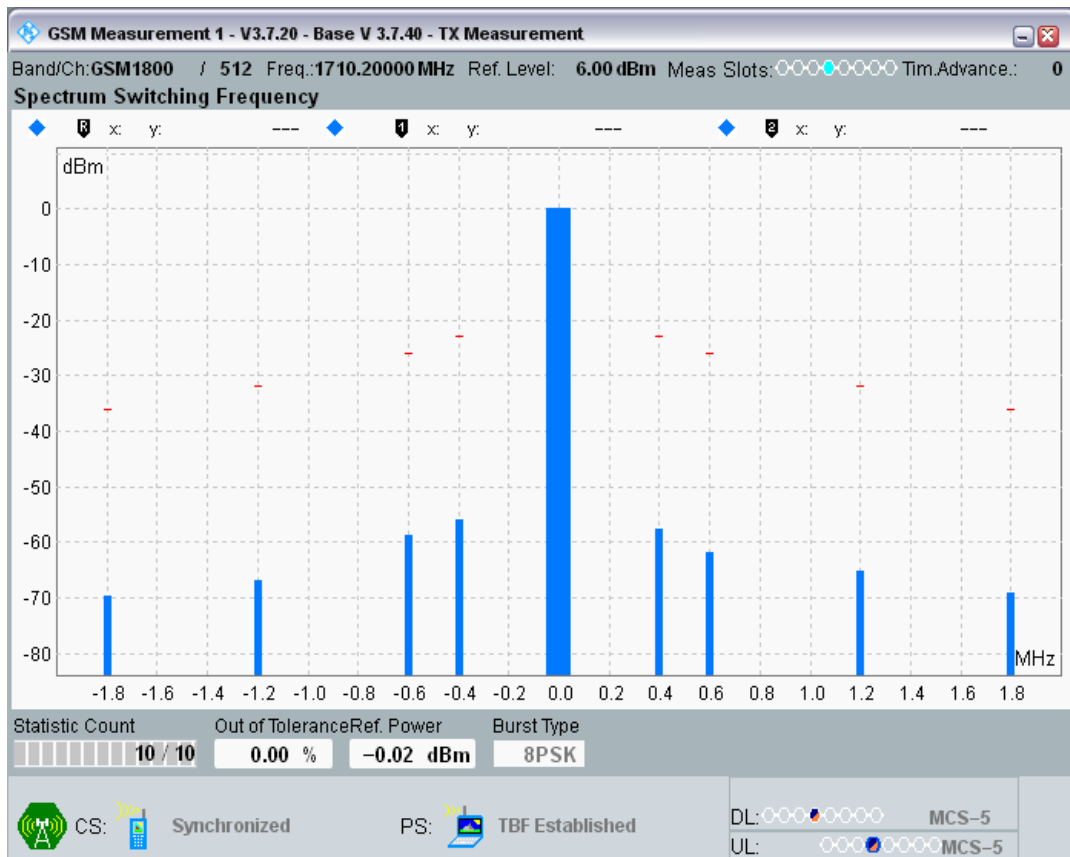 GSM Measurement 1 - V3.7.20 - Base V 3.7.40 - TX Measurement
Band/Ch:GSM1800 / 512 Freq.:1710.20000 MHz Ref. Level: 6.00 dBm Meas Slots: Tim.Advance.: 0
Spectrum Switching Frequency
R x: y: --- 1 x: y: --- 2 x: y: ---
dBm
0
-10
-20
-30
-40
-50
-60
-70
-80
MHz
-1.8 -1.6 -1.4 -1.2 -1.0 -0.8 -0.6 -0.4 -0.2 0.0 0.2 0.4 0.6 0.8 1.0 1.2 1.4 1.6 1.8
Statistic Count Out of Tolerance Ref. Power Burst Type
10 / 10 0.00 % −0.02 dBm 8PSK
CS: Synchronized PS: TBF Established DL: MCS−5
UL: MCS−5